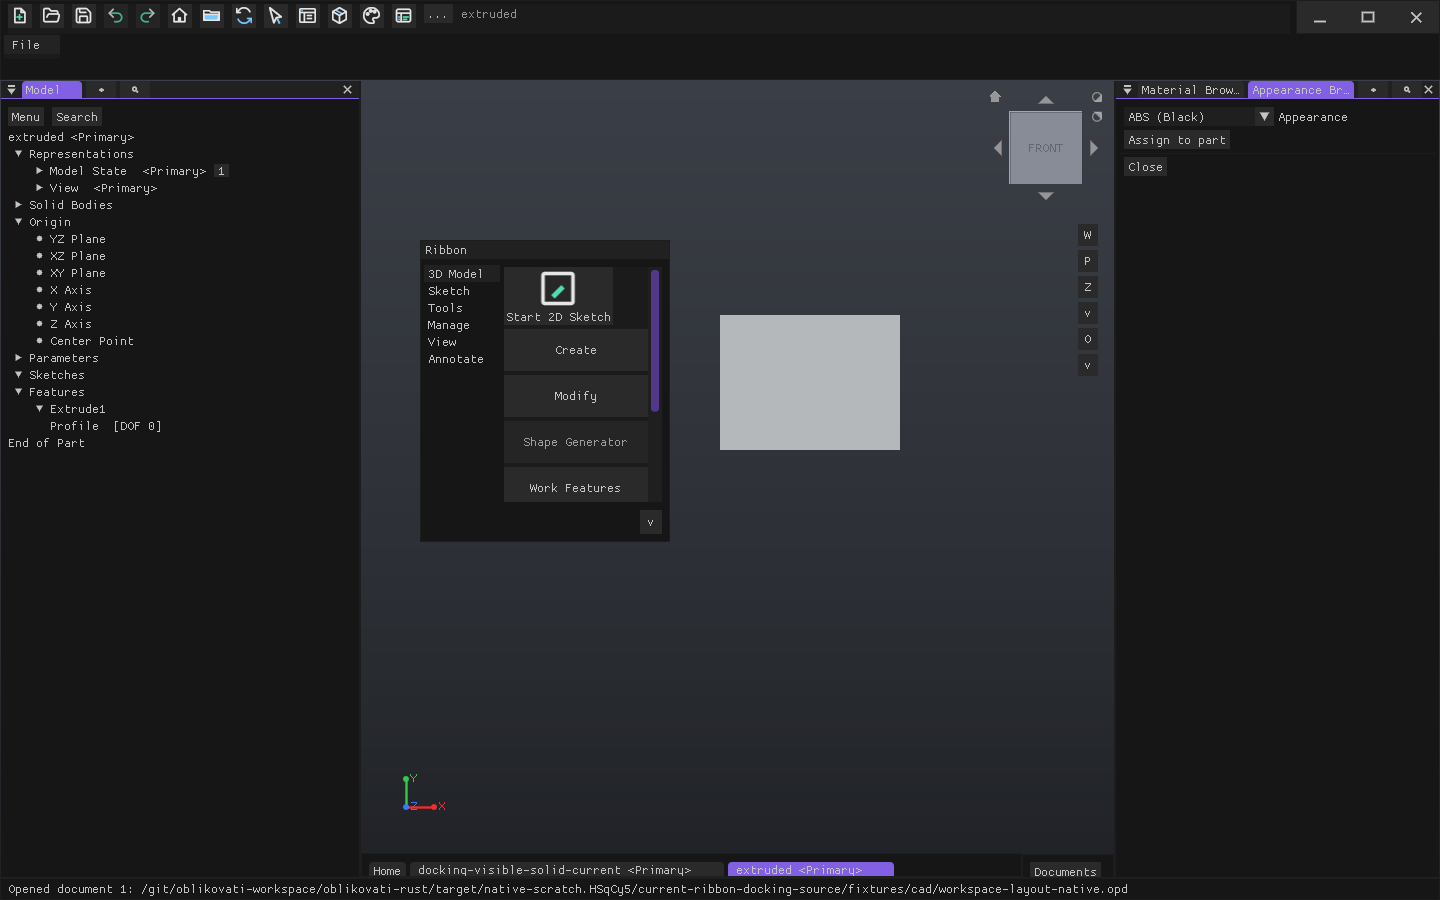 ... extruded
File
Model
Menu Search
extruded <Primary>
Representations
Model State <Primary> 1
View <Primary>
Solid Bodies
Origin
YZ Plane
XZ Plane
XY Plane
X Axis
Y Axis
Z Axis
Center Point
Parameters
Sketches
Features
Extrude1
Profile [DOF 0]
End of Part
Ribbon
3D Model
Sketch
Tools
Manage
View
Annotate
Start 2D Sketch
Create
Modify
Shape Generator
Work Features
v
FRONT
W
P
Z
v
O
v
Y
Z X
Material Brow... Appearance Br...
ABS (Black) Appearance
Assign to part
Close
Home docking-visible-solid-current <Primary> extruded <Primary> Documents
Opened document 1: /git/oblikovati-workspace/oblikovati-rust/target/native-scratch.HSqCy5/current-ribbon-docking-source/fixtures/cad/workspace-layout-native.opd